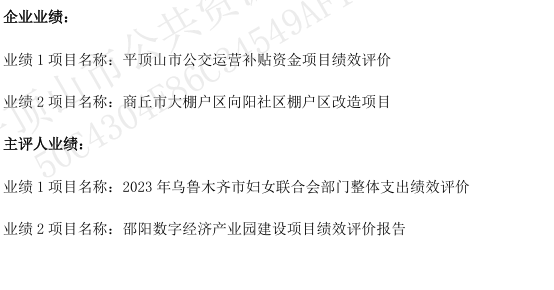 企业业绩：
业绩 1 项目名称：平顶山市公交运营补贴资金项目绩效评价
业绩 2 项目名称：商丘市大棚户区向阳社区棚户区改造项目
主评人业绩：
业绩 1 项目名称：2023 年乌鲁木齐市妇女联合会部门整体支出绩效评价
业绩 2 项目名称：邵阳数字经济产业园建设项目绩效评价报告